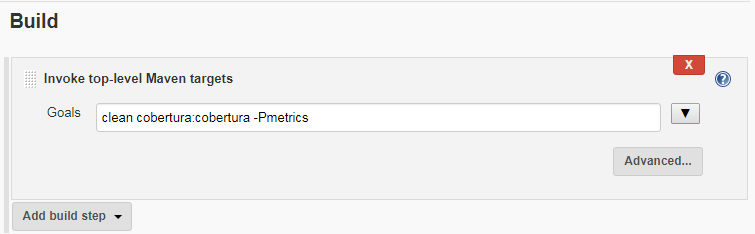 Build
Invoke top-level Maven targets
X
?
Goals
clean cobertura:cobertura -Pmetrics
Advanced...
Add build step